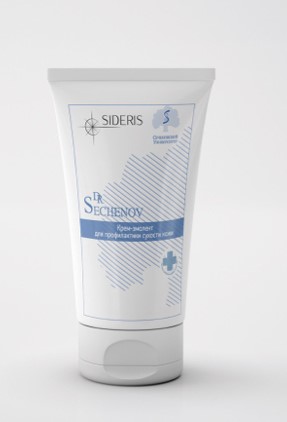 SIDERIS
S
Сеченовский
Университет
DR
SECHENOV
Крем-эмолент
для профилактики сухости кожи